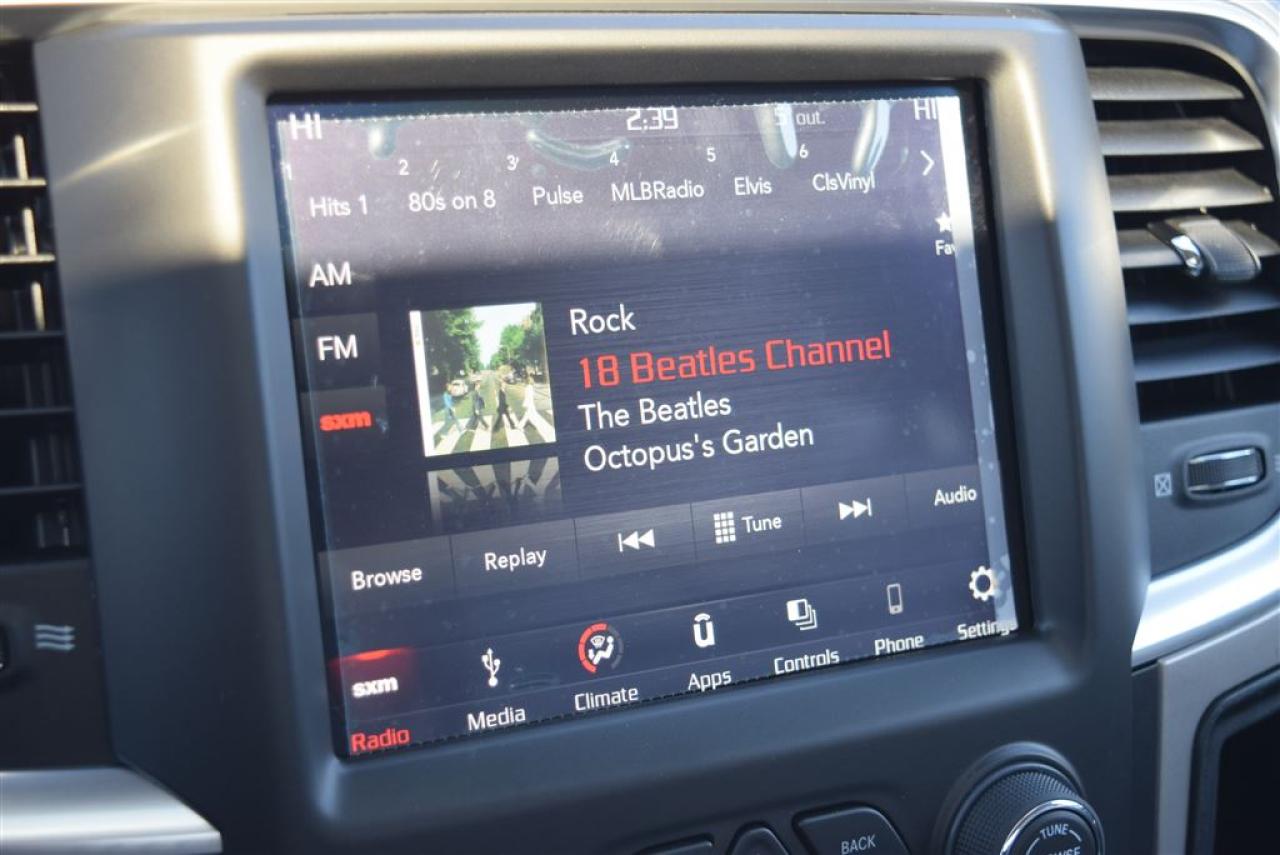 HI 2:39 out. HI
1 2 3 4 5 6
Hits 1 80s on 8 Pulse MLBRadio Elvis ClsVinyl
Fav
AM
FM
sxm
Rock
18 Beatles Channel
The Beatles
Octopus's Garden
Browse Replay Tune Audio
sxm
Radio Media Climate Apps Controls Phone Settings
BACK
TUNE